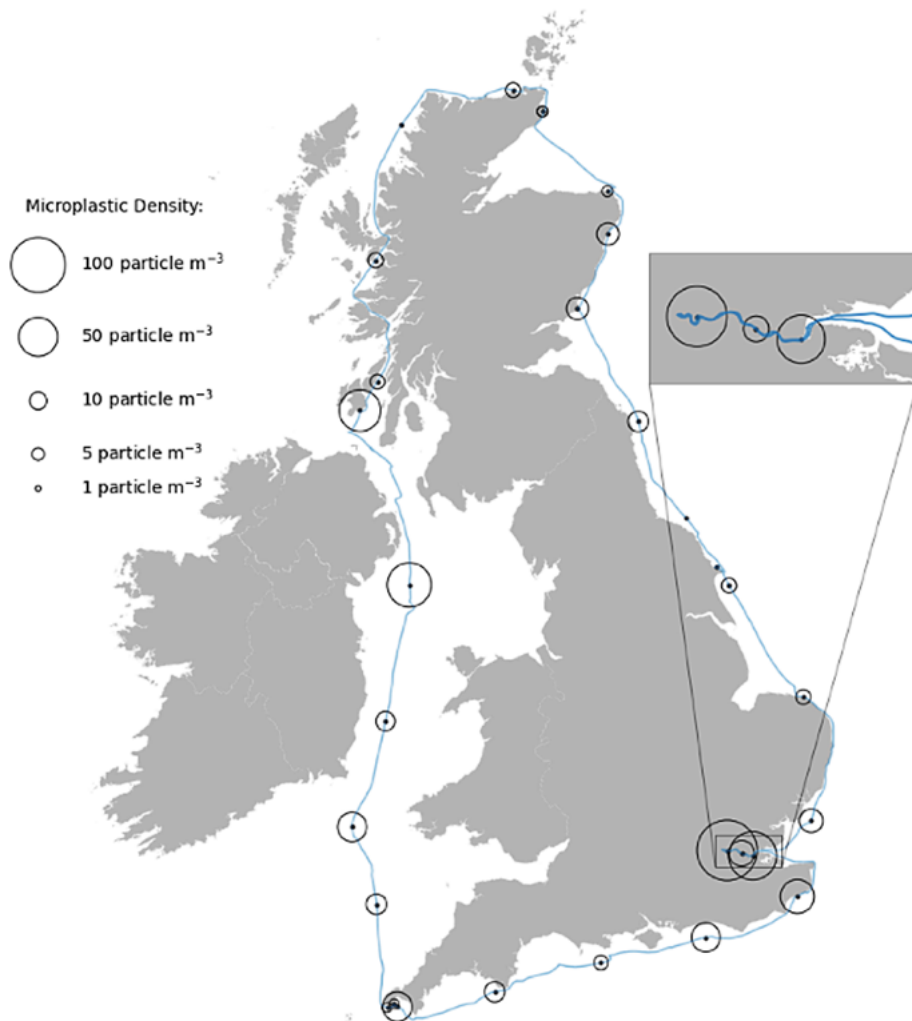 Microplastic Density:
100 particle m⁻³
50 particle m⁻³
10 particle m⁻³
5 particle m⁻³
1 particle m⁻³